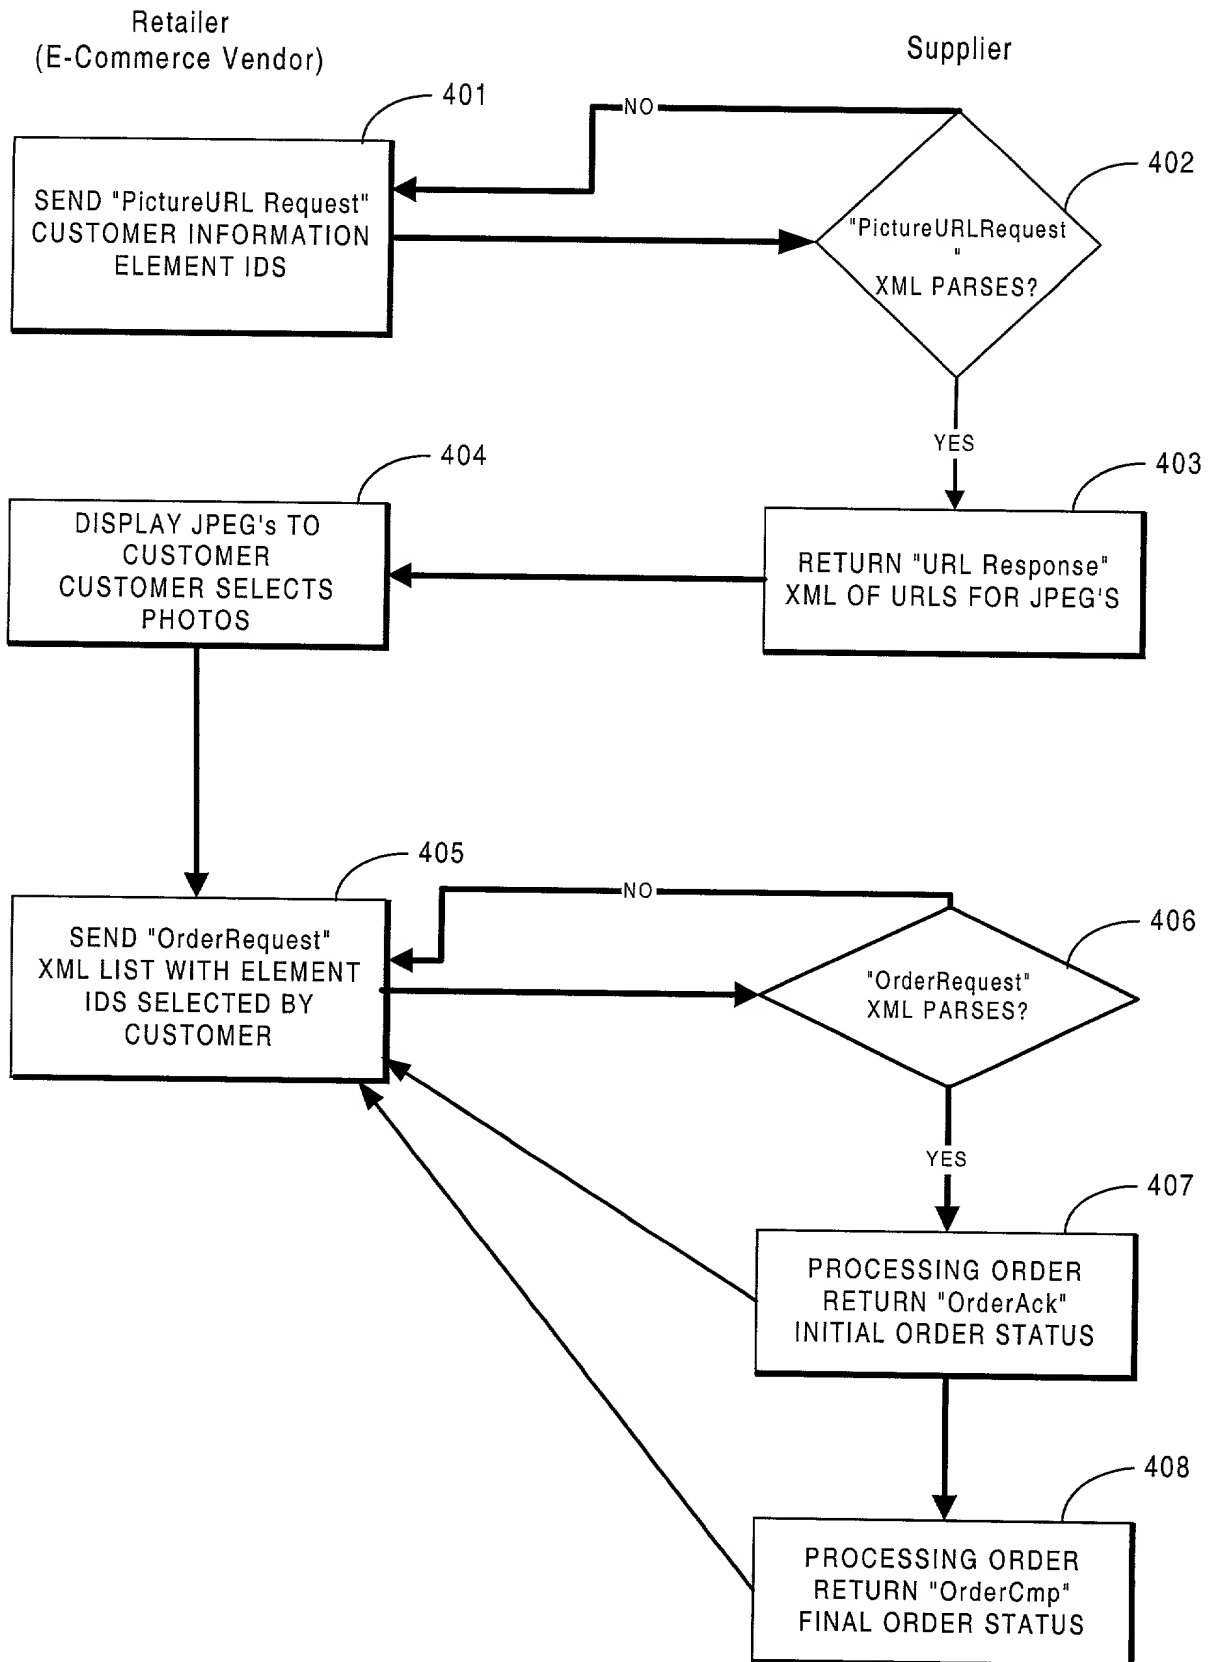 Retailer
(E-Commerce Vendor)
Supplier
401
NO
402
SEND "PictureURL Request"
CUSTOMER INFORMATION
ELEMENT IDS
"PictureURLRequest
"
XML PARSES?
YES
404
403
DISPLAY JPEG's TO
CUSTOMER
CUSTOMER SELECTS
PHOTOS
RETURN "URL Response"
XML OF URLS FOR JPEG'S
405
NO
406
SEND "OrderRequest"
XML LIST WITH ELEMENT
IDS SELECTED BY
CUSTOMER
"OrderRequest"
XML PARSES?
YES
407
PROCESSING ORDER
RETURN "OrderAck"
INITIAL ORDER STATUS
408
PROCESSING ORDER
RETURN "OrderCmp"
FINAL ORDER STATUS